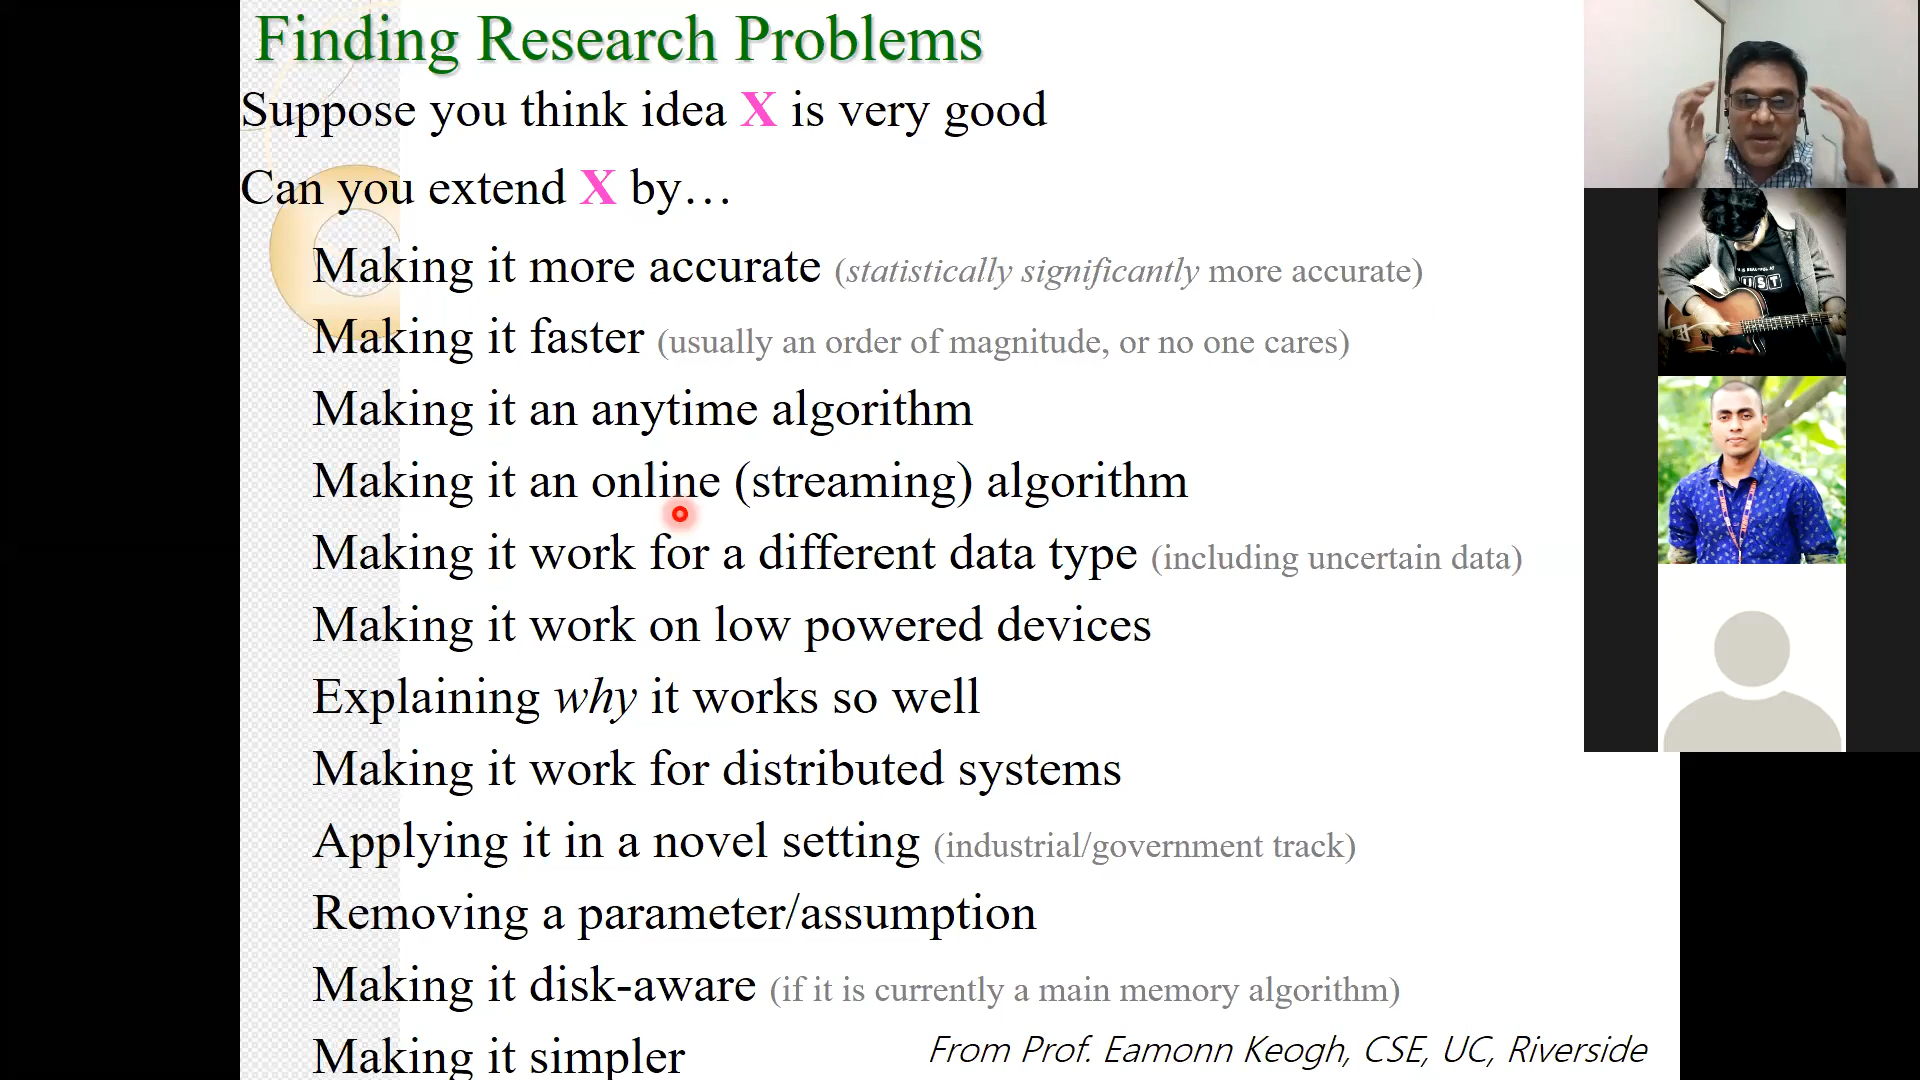 Finding Research Problems
Suppose you think idea X is very good
Can you extend X by…
Making it more accurate (statistically significantly more accurate)
Making it faster (usually an order of magnitude, or no one cares)
Making it an anytime algorithm
Making it an online (streaming) algorithm
Making it work for a different data type (including uncertain data)
Making it work on low powered devices
Explaining why it works so well
Making it work for distributed systems
Applying it in a novel setting (industrial/government track)
Removing a parameter/assumption
Making it disk-aware (if it is currently a main memory algorithm)
Making it simpler
From Prof. Eamonn Keogh, CSE, UC, Riverside